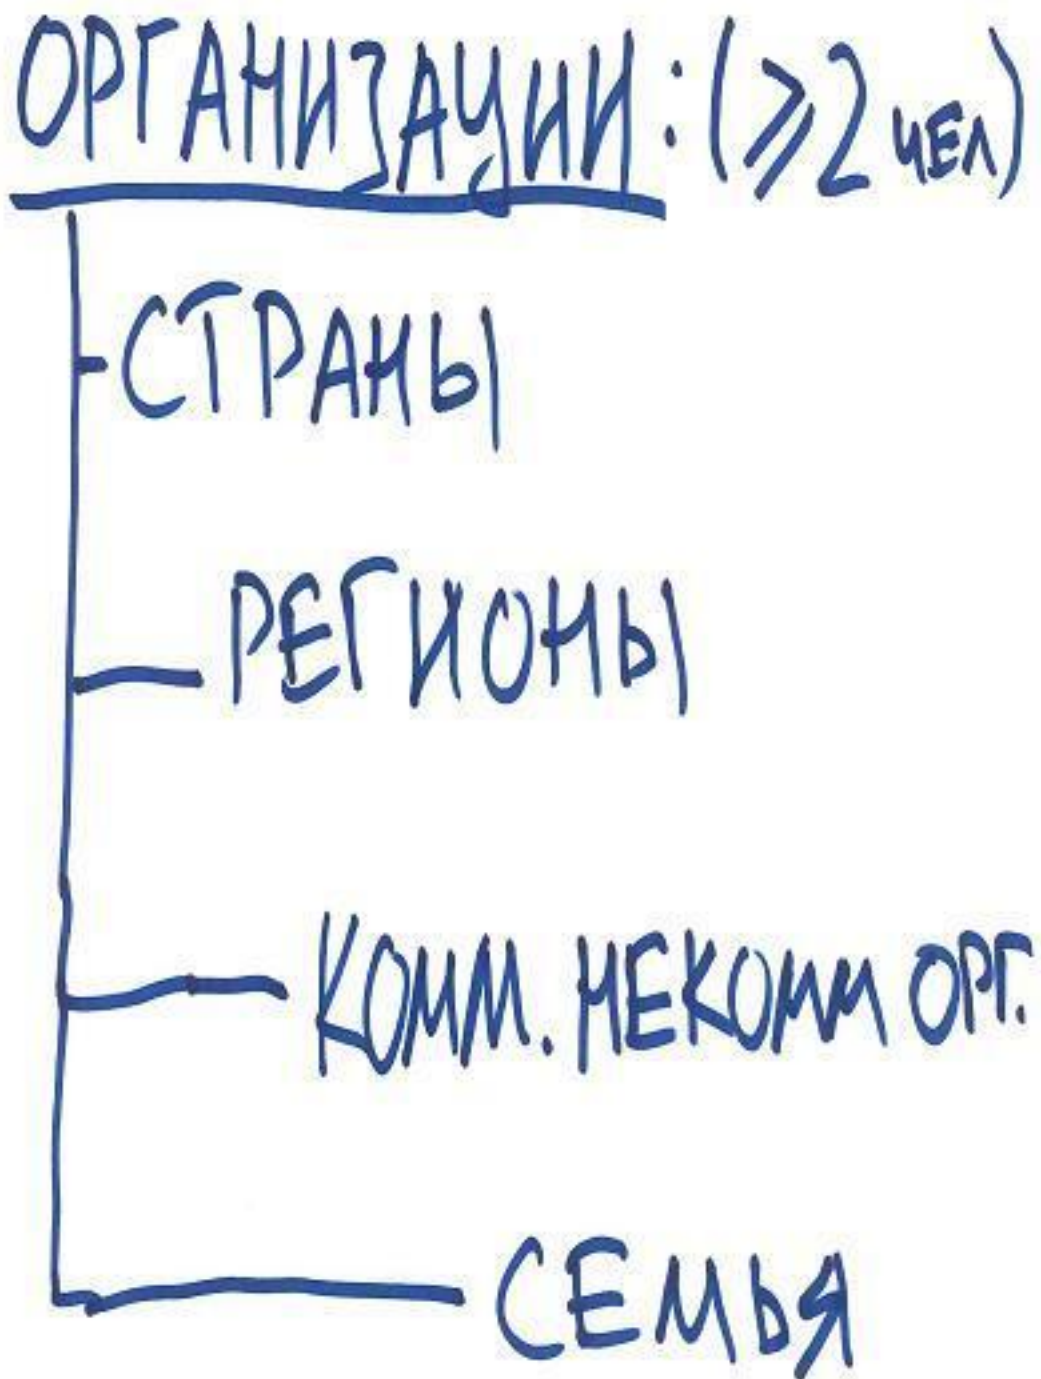 ОРГАНИЗАЦИИ: (⩾2 ЧЕЛ)
СТРАНЫ
РЕГИОНЫ
КОММ. НЕКОММ ОРГ.
СЕМЬЯ